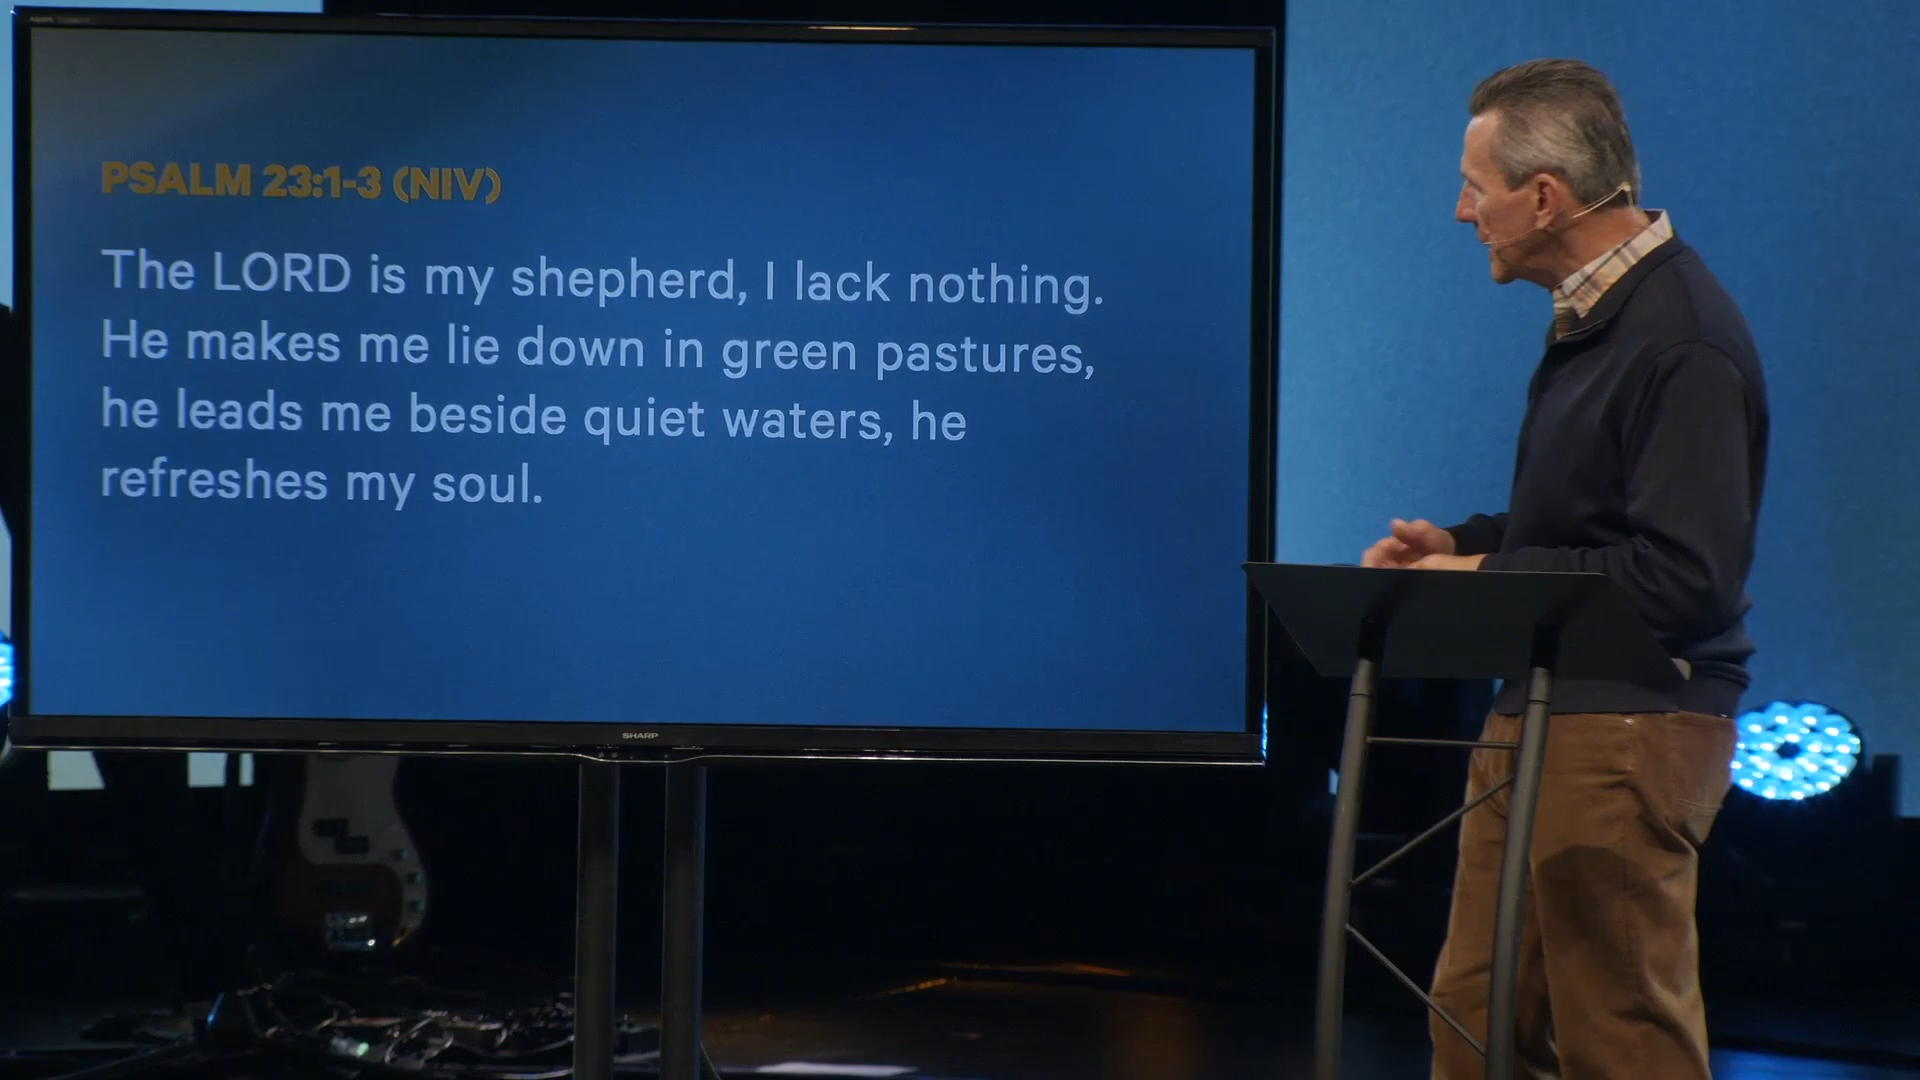 PSALM 23:1-3 (NIV)
The LORD is my shepherd, I lack nothing.
He makes me lie down in green pastures,
he leads me beside quiet waters, he
refreshes my soul.
SHARP